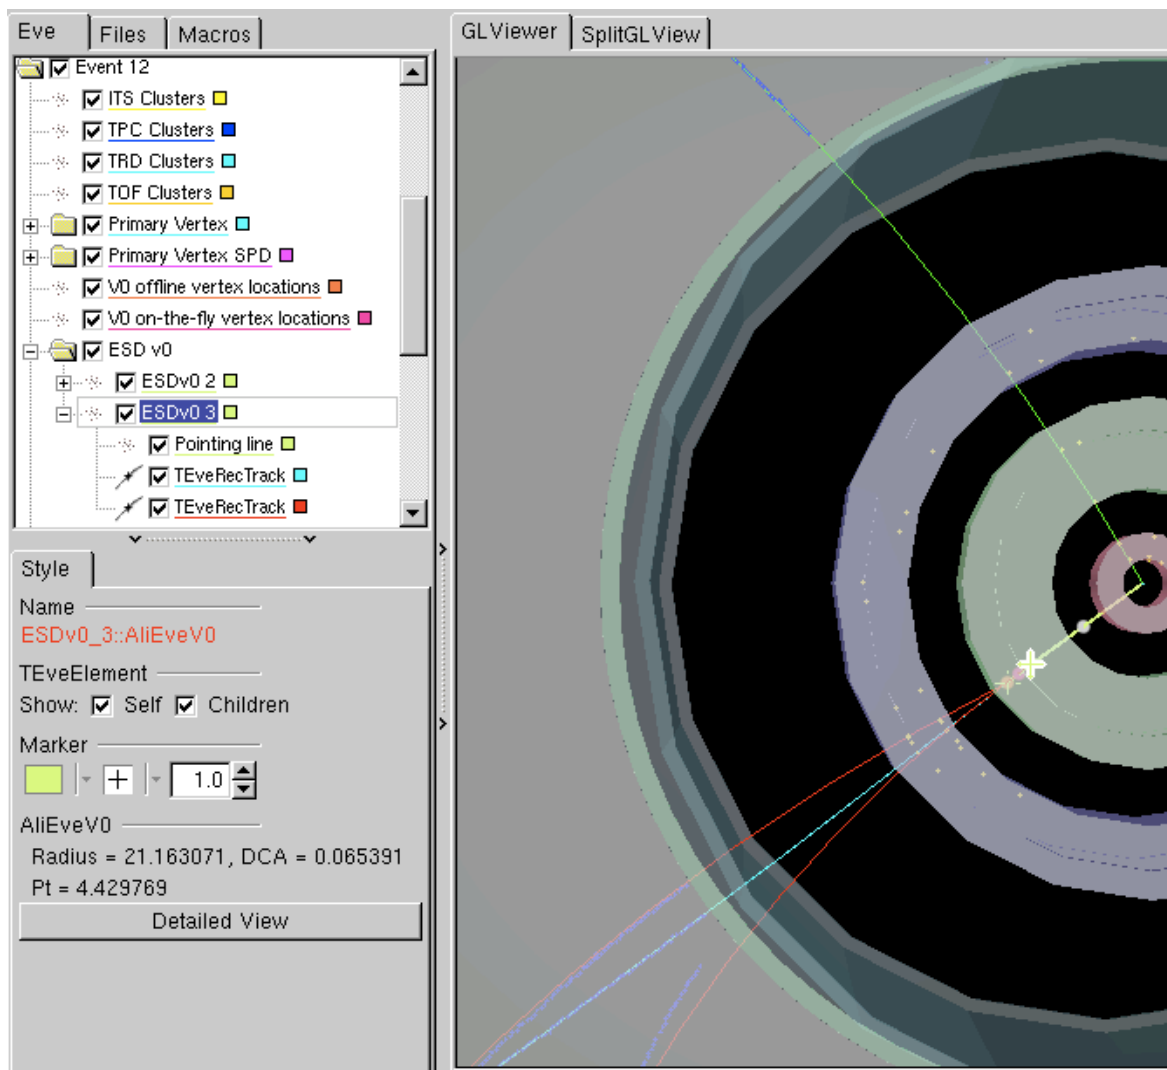 Eve Files Macros
GLViewer SplitGLView
Event 12
ITS Clusters
TPC Clusters
TRD Clusters
TOF Clusters
Primary Vertex
Primary Vertex SPD
V0 offline vertex locations
V0 on-the-fly vertex locations
ESD v0
ESDv0 2
ESDv0 3
Pointing line
TEveRecTrack
TEveRecTrack
Style
Name
ESDv0_3::AliEveV0
TEveElement
Show: Self Children
Marker
1.0
AliEveV0
Radius = 21.163071, DCA = 0.065391
Pt = 4.429769
Detailed View